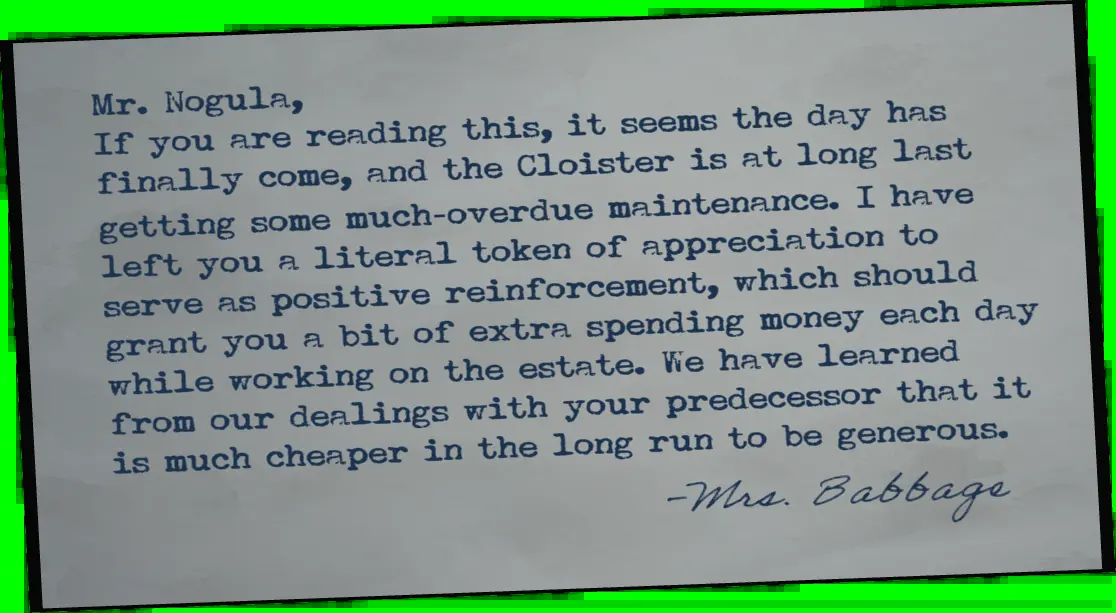 Mr. Nogula,
If you are reading this, it seems the day has
finally come, and the Cloister is at long last
getting some much-overdue maintenance. I have
left you a literal token of appreciation to
serve as positive reinforcement, which should
grant you a bit of extra spending money each day
while working on the estate. We have learned
from our dealings with your predecessor that it
is much cheaper in the long run to be generous.
-Mrs. Babbage